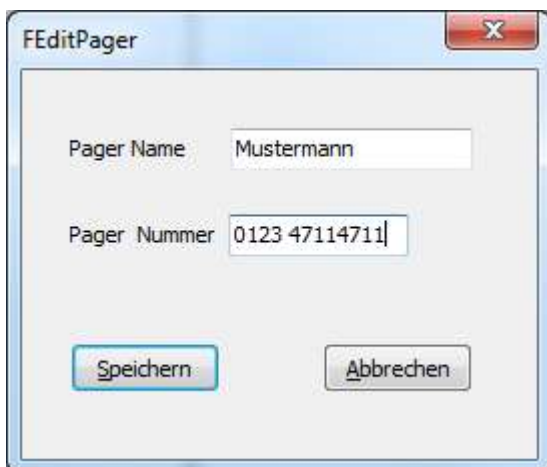 FEditPager
Pager Name Mustermann
Pager Nummer 0123 47114711
Speichern Abbrechen